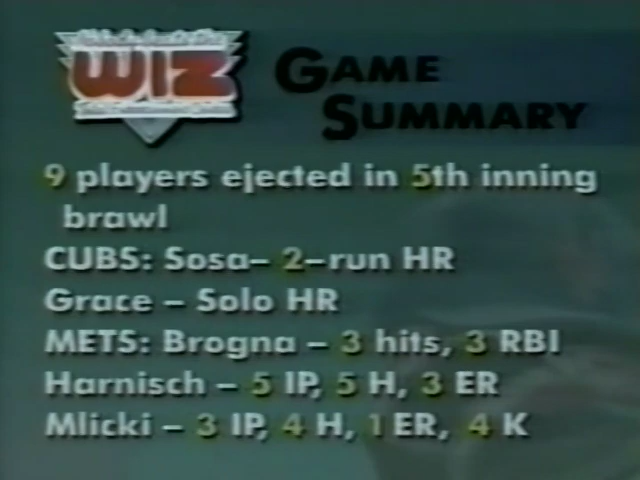 WIZ
GAME
SUMMARY
9 players ejected in 5th inning
brawl
CUBS: Sosa– 2–run HR
Grace – Solo HR
METS: Brogna – 3 hits, 3 RBI
Harnisch – 5 IP, 5 H, 3 ER
Mlicki – 3 IP, 4 H, 1 ER, 4 K